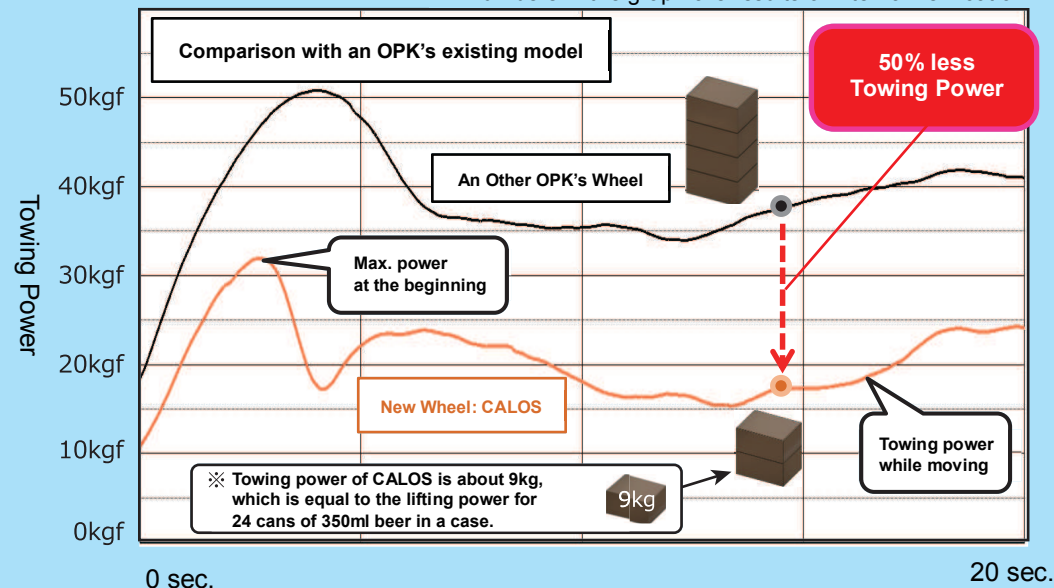 Comparison with an OPK’s existing model
50% less
Towing Power
50kgf
40kgf
30kgf
20kgf
10kgf
0kgf
Towing Power
An Other OPK’s Wheel
Max. power
at the beginning
New Wheel: CALOS
Towing power
while moving
※ Towing power of CALOS is about 9kg,
which is equal to the lifting power for
24 cans of 350ml beer in a case.
9kg
0 sec.
20 sec.